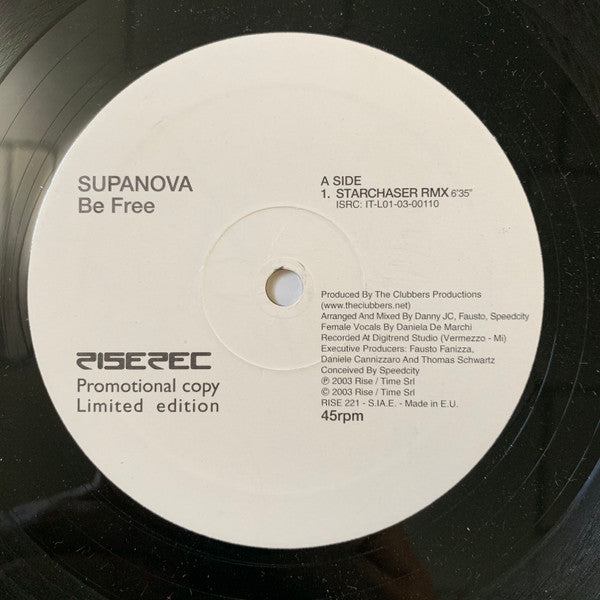 SUPANOVA
Be Free
A SIDE
1. STARCHASER RMX 6'35"
ISRC: IT-L01-03-00110
Produced By The Clubbers Productions
(www.theclubbers.net)
Arranged And Mixed By Danny JC, Fausto, Speedcity
Female Vocals By Daniela De Marchi
Recorded At Digitrend Studio (Vermezzo - Mi)
Executive Producers: Fausto Fanizza,
Daniele Cannizzaro And Thomas Schwartz
Conceived By Speedcity
℗ 2003 Rise / Time Srl
© 2003 Rise / Time Srl
RISE 221 - S.I.A.E. - Made in E.U.
45rpm
RISEREC
Promotional copy
Limited edition